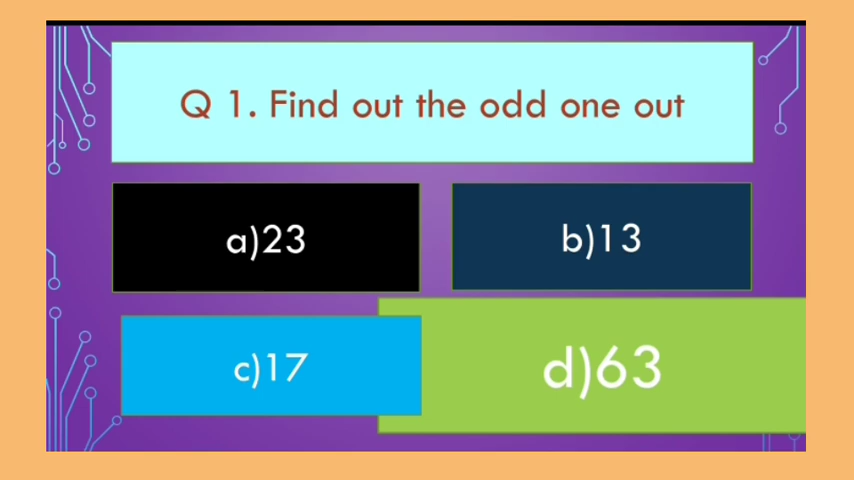 Q 1. Find out the odd one out
a)23
b)13
c)17
d)63